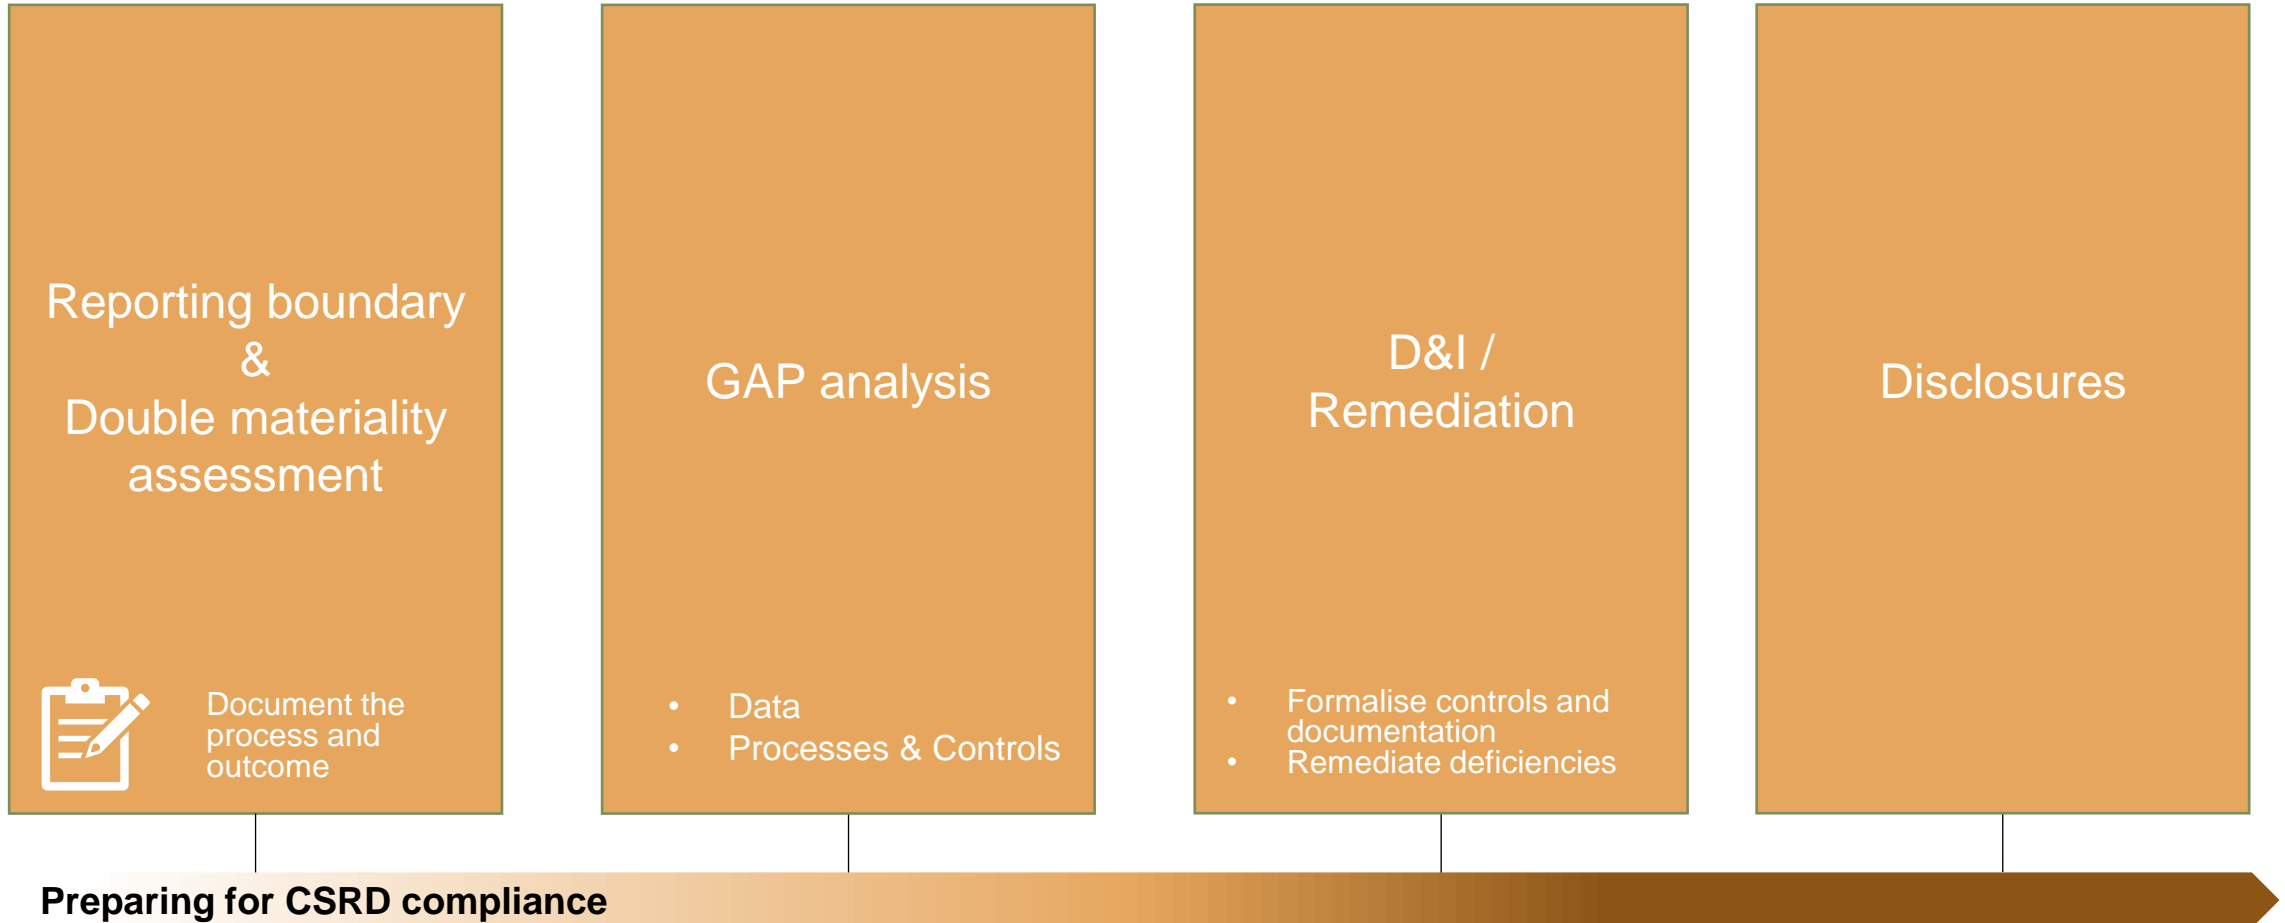 Reporting boundary
&
Double materiality
assessment
Document the
process and
outcome
GAP analysis
• Data
• Processes & Controls
D&I /
Remediation
• Formalise controls and
documentation
• Remediate deficiencies
Disclosures
Preparing for CSRD compliance